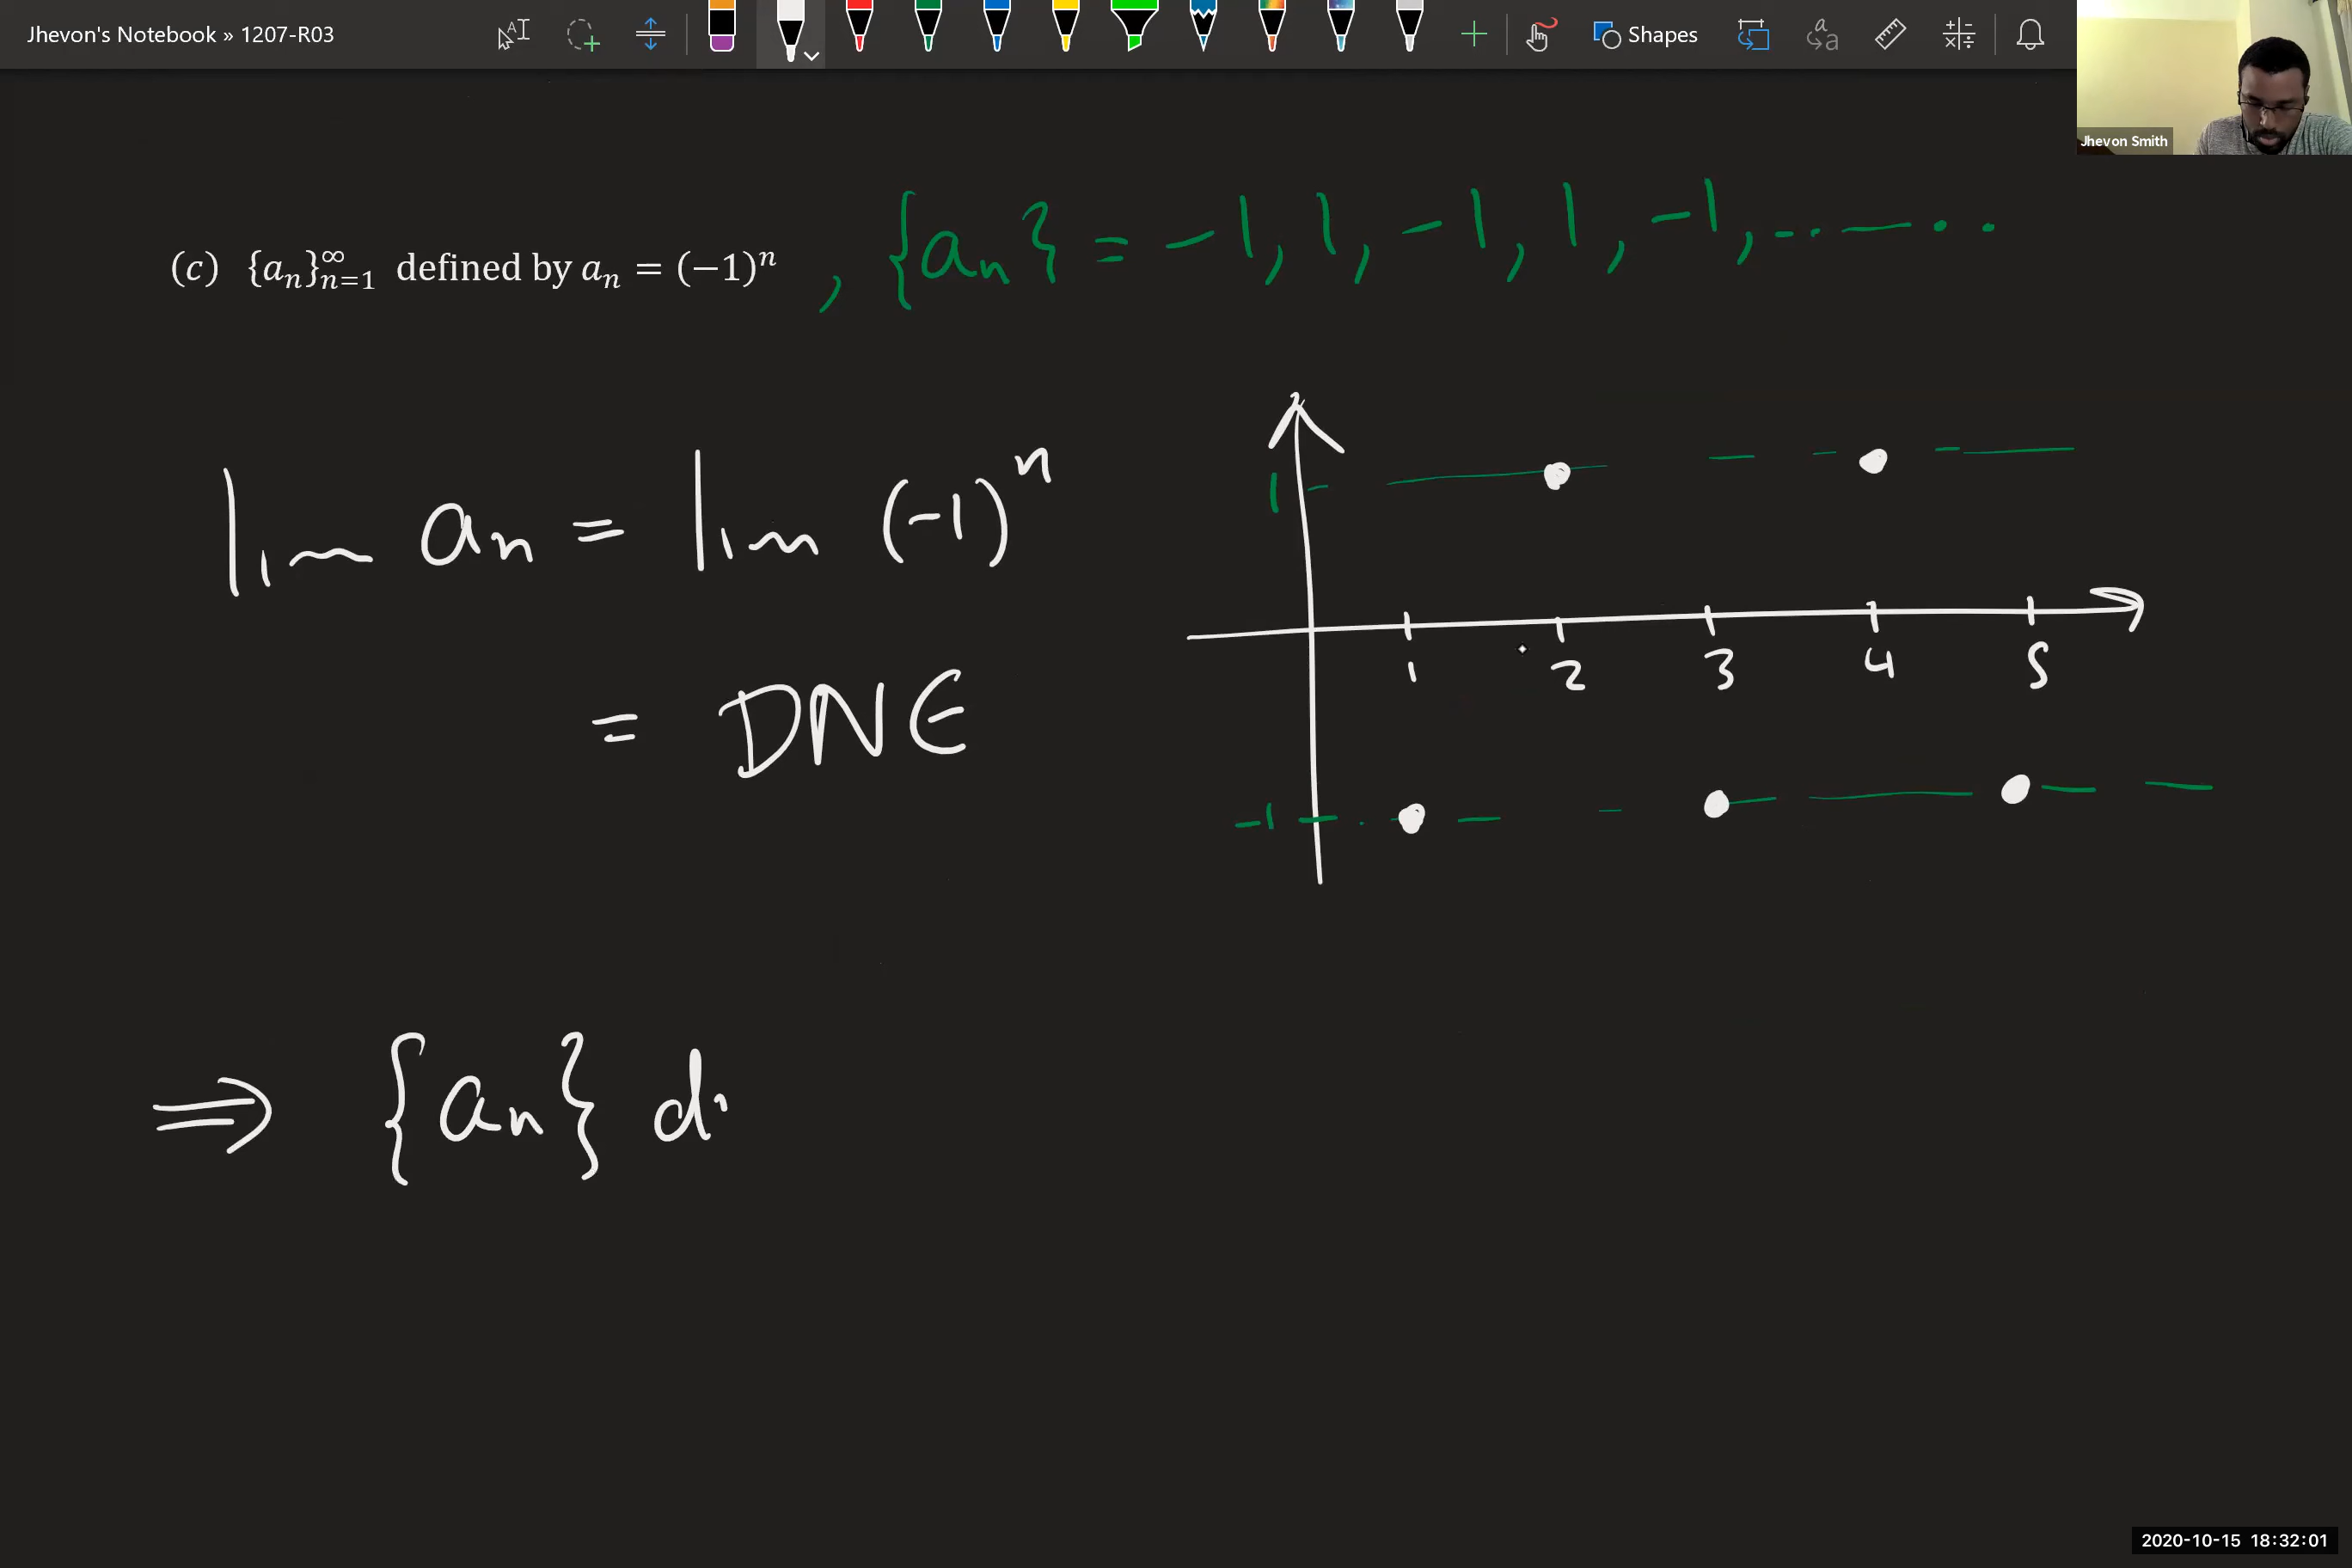 Jhevon's Notebook » 1207-R03
Shapes
Jhevon Smith
(c) {aₙ}ₙ₌₁^∞ defined by aₙ = (−1)ⁿ , {aₙ} = −1, 1, −1, 1, −1, ........
lim aₙ = lim (−1)ⁿ
= DNE
1
1 2 3 4 5
−1
⟹ {aₙ} di
2020-10-15 18:32:01